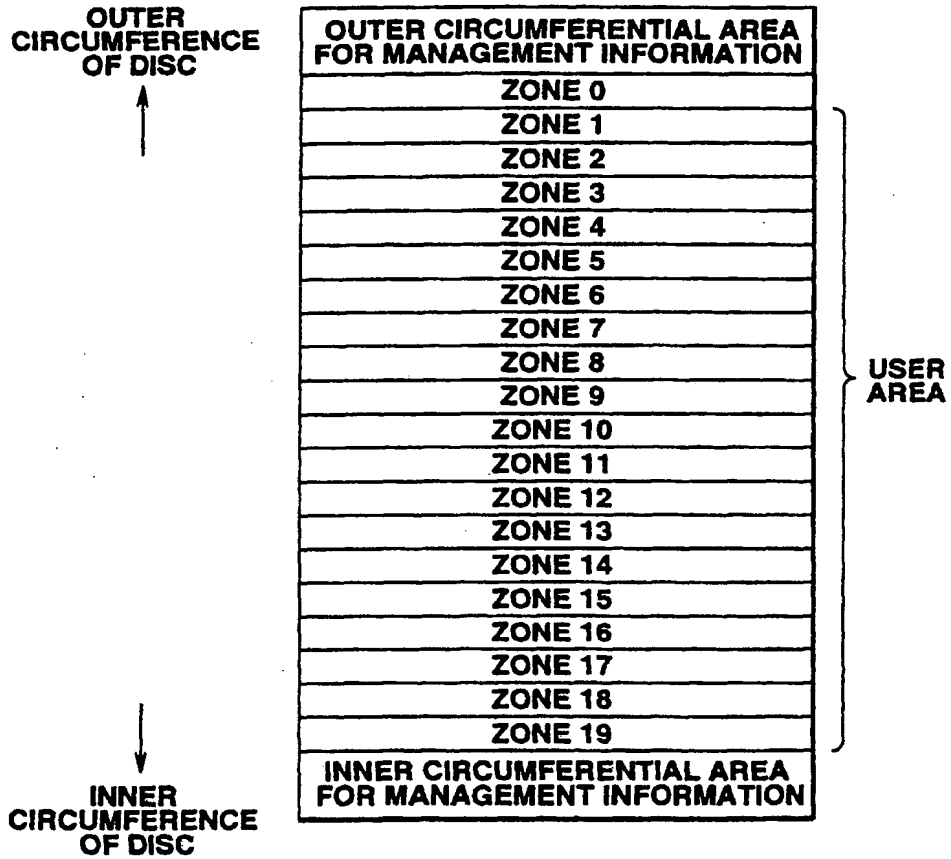 OUTER
CIRCUMFERENCE
OF DISC
OUTER CIRCUMFERENTIAL AREA
FOR MANAGEMENT INFORMATION
ZONE 0
ZONE 1
ZONE 2
ZONE 3
ZONE 4
ZONE 5
ZONE 6
ZONE 7
ZONE 8
ZONE 9
ZONE 10
ZONE 11
ZONE 12
ZONE 13
ZONE 14
ZONE 15
ZONE 16
ZONE 17
ZONE 18
ZONE 19
INNER CIRCUMFERENTIAL AREA
FOR MANAGEMENT INFORMATION
USER
AREA
INNER
CIRCUMFERENCE
OF DISC